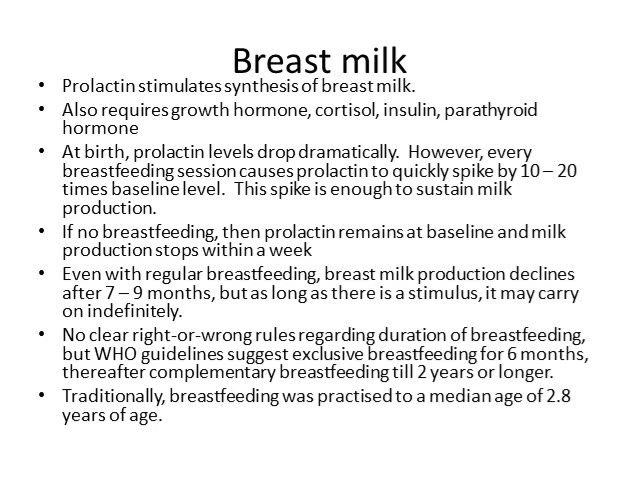 Breast milk
• Prolactin stimulates synthesis of breast milk.
• Also requires growth hormone, cortisol, insulin, parathyroid
hormone
• At birth, prolactin levels drop dramatically. However, every
breastfeeding session causes prolactin to quickly spike by 10 – 20
times baseline level. This spike is enough to sustain milk
production.
• If no breastfeeding, then prolactin remains at baseline and milk
production stops within a week
• Even with regular breastfeeding, breast milk production declines
after 7 – 9 months, but as long as there is a stimulus, it may carry
on indefinitely.
• No clear right-or-wrong rules regarding duration of breastfeeding,
but WHO guidelines suggest exclusive breastfeeding for 6 months,
thereafter complementary breastfeeding till 2 years or longer.
• Traditionally, breastfeeding was practised to a median age of 2.8
years of age.